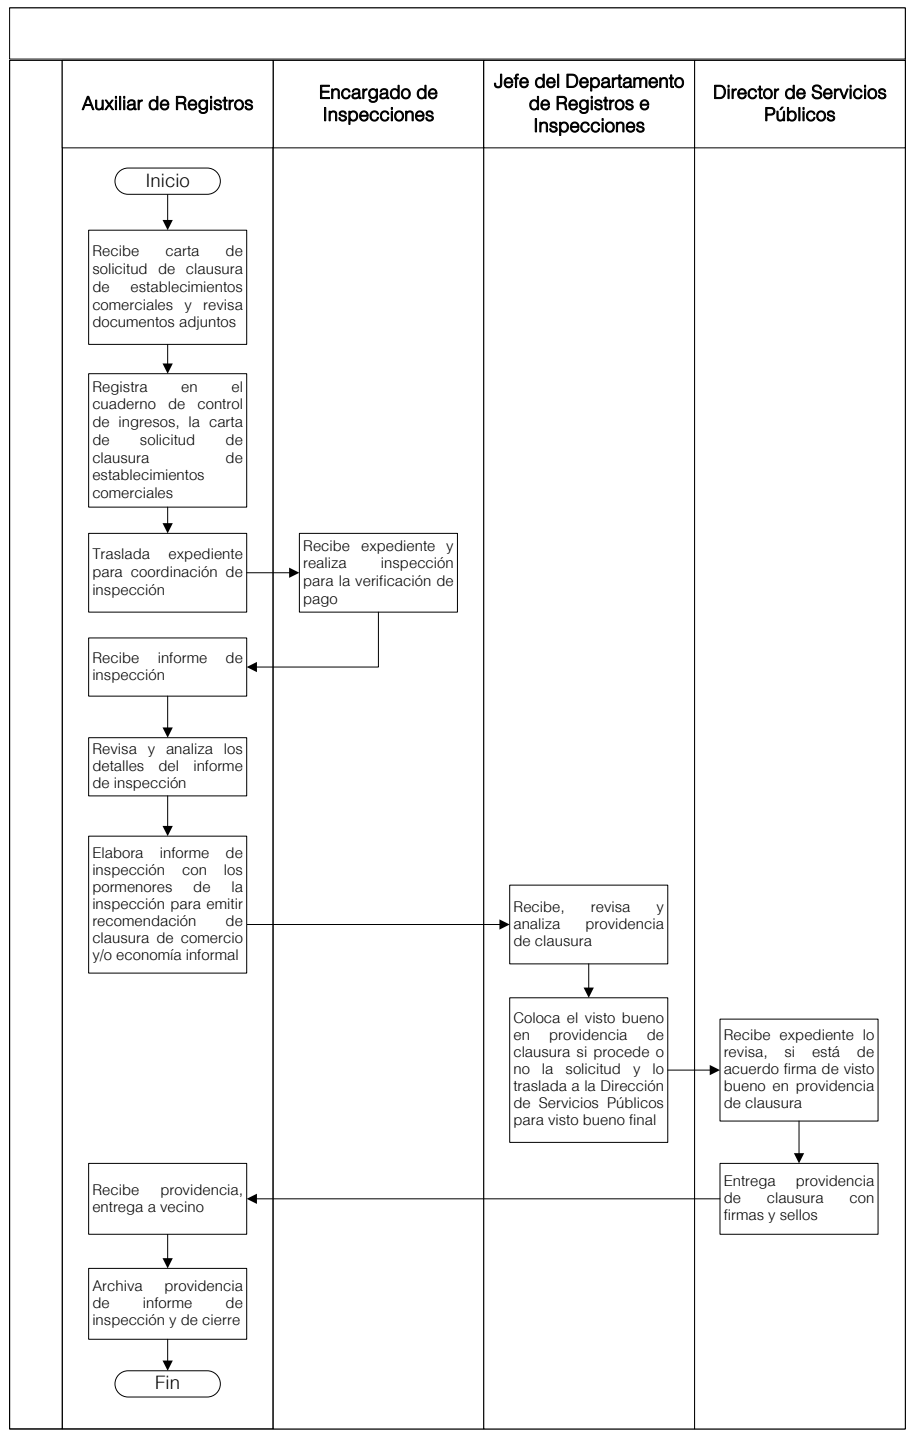 Auxiliar de Registros
Encargado de
Inspecciones
Jefe del Departamento
de Registros e
Inspecciones
Director de Servicios
Públicos
Inicio
Recibe carta de
solicitud de clausura
de establecimientos
comerciales y revisa
documentos adjuntos
Registra en el
cuaderno de control
de ingresos, la carta
de solicitud de
clausura de
establecimientos
comerciales
Traslada expediente
para coordinación de
inspección
Recibe expediente y
realiza inspección
para la verificación de
pago
Recibe informe de
inspección
Revisa y analiza los
detalles del informe
de inspección
Elabora informe de
inspección con los
pormenores de la
inspección para emitir
recomendación de
clausura de comercio
y/o economía informal
Recibe, revisa y
analiza providencia
de clausura
Coloca el visto bueno
en providencia de
clausura si procede o
no la solicitud y lo
traslada a la Dirección
de Servicios Públicos
para visto bueno final
Recibe expediente lo
revisa, si está de
acuerdo firma de visto
bueno en providencia
de clausura
Entrega providencia
de clausura con
firmas y sellos
Recibe providencia,
entrega a vecino
Archiva providencia
de informe de
inspección y de cierre
Fin